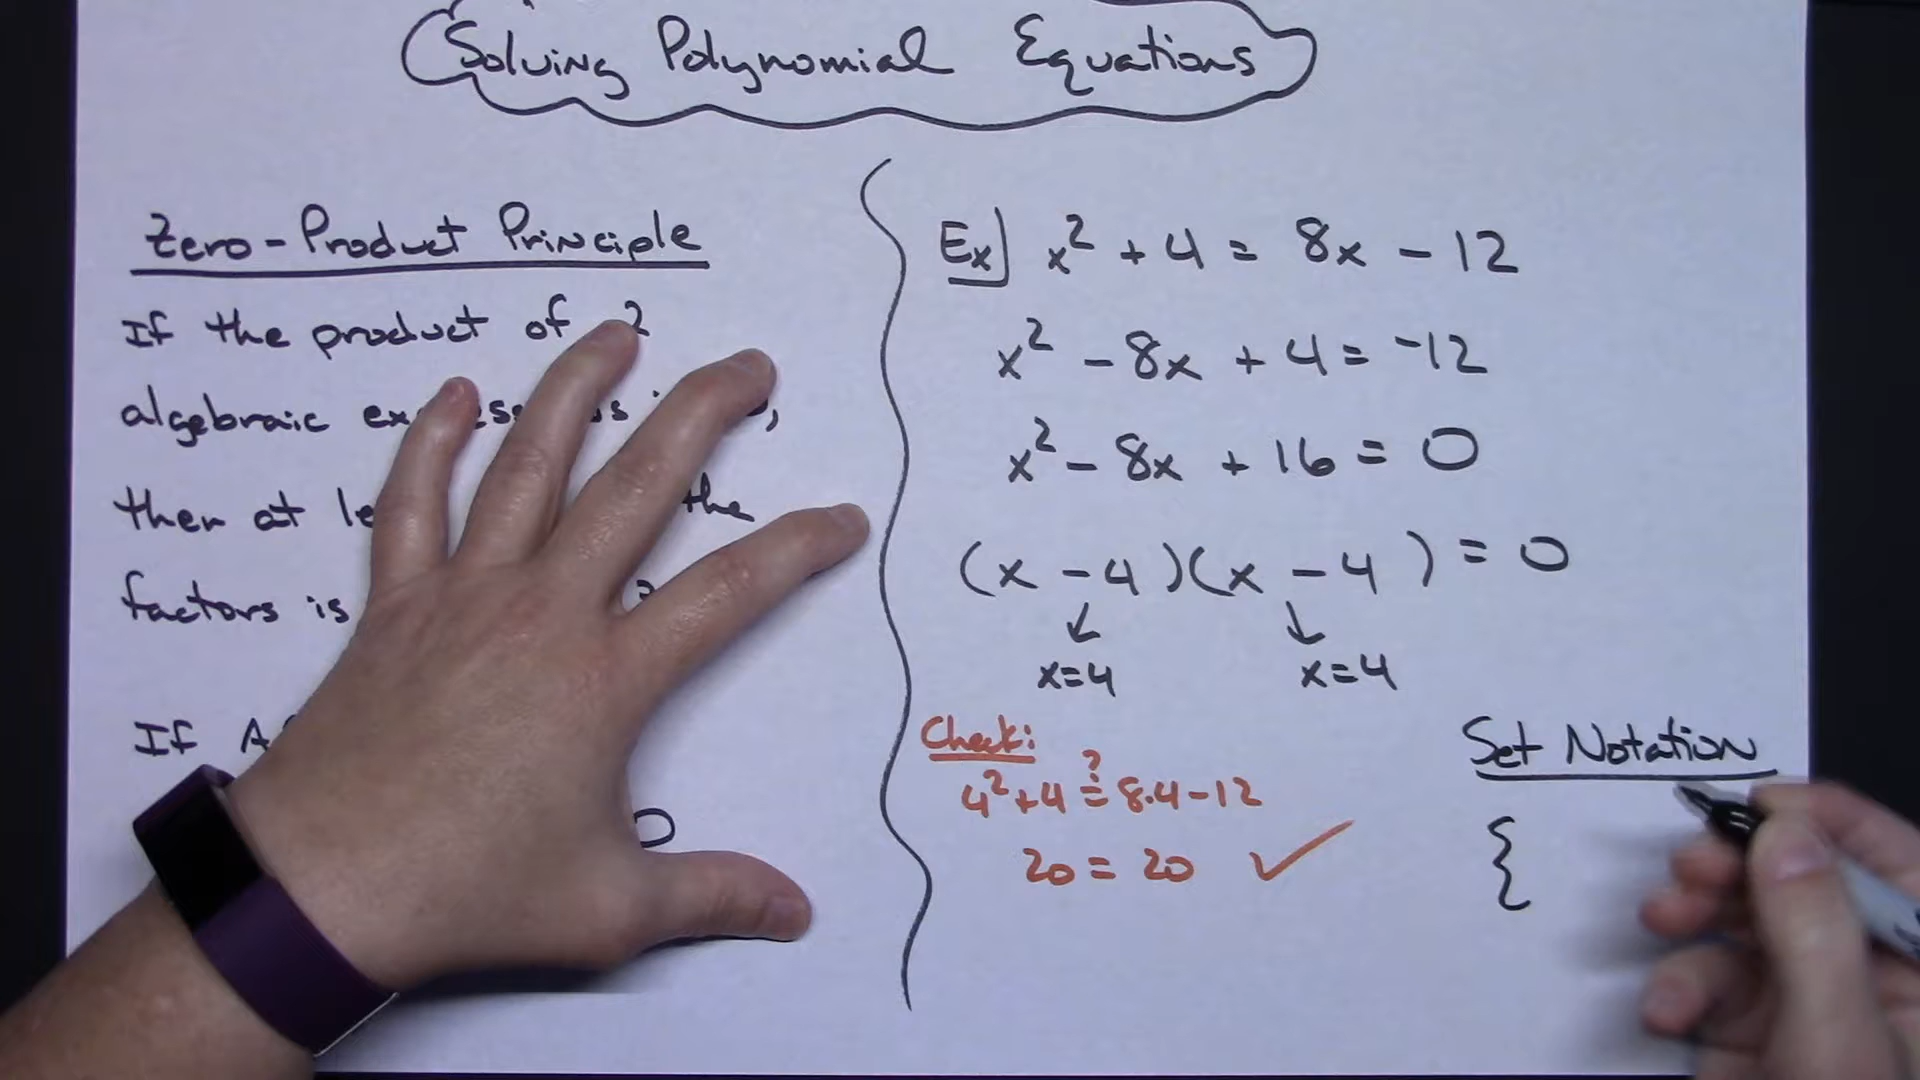 Solving Polynomial Equations
Zero-Product Principle
If the product of 2
algebraic
then at the
factors is
If
0
Ex] x² + 4 = 8x - 12
x² - 8x + 4 = -12
x² - 8x + 16 = 0
(x - 4)(x - 4) = 0
x=4 x=4
Check:
4²+4 ≟ 8·4-12
20 = 20 ✓
Set Notation
{